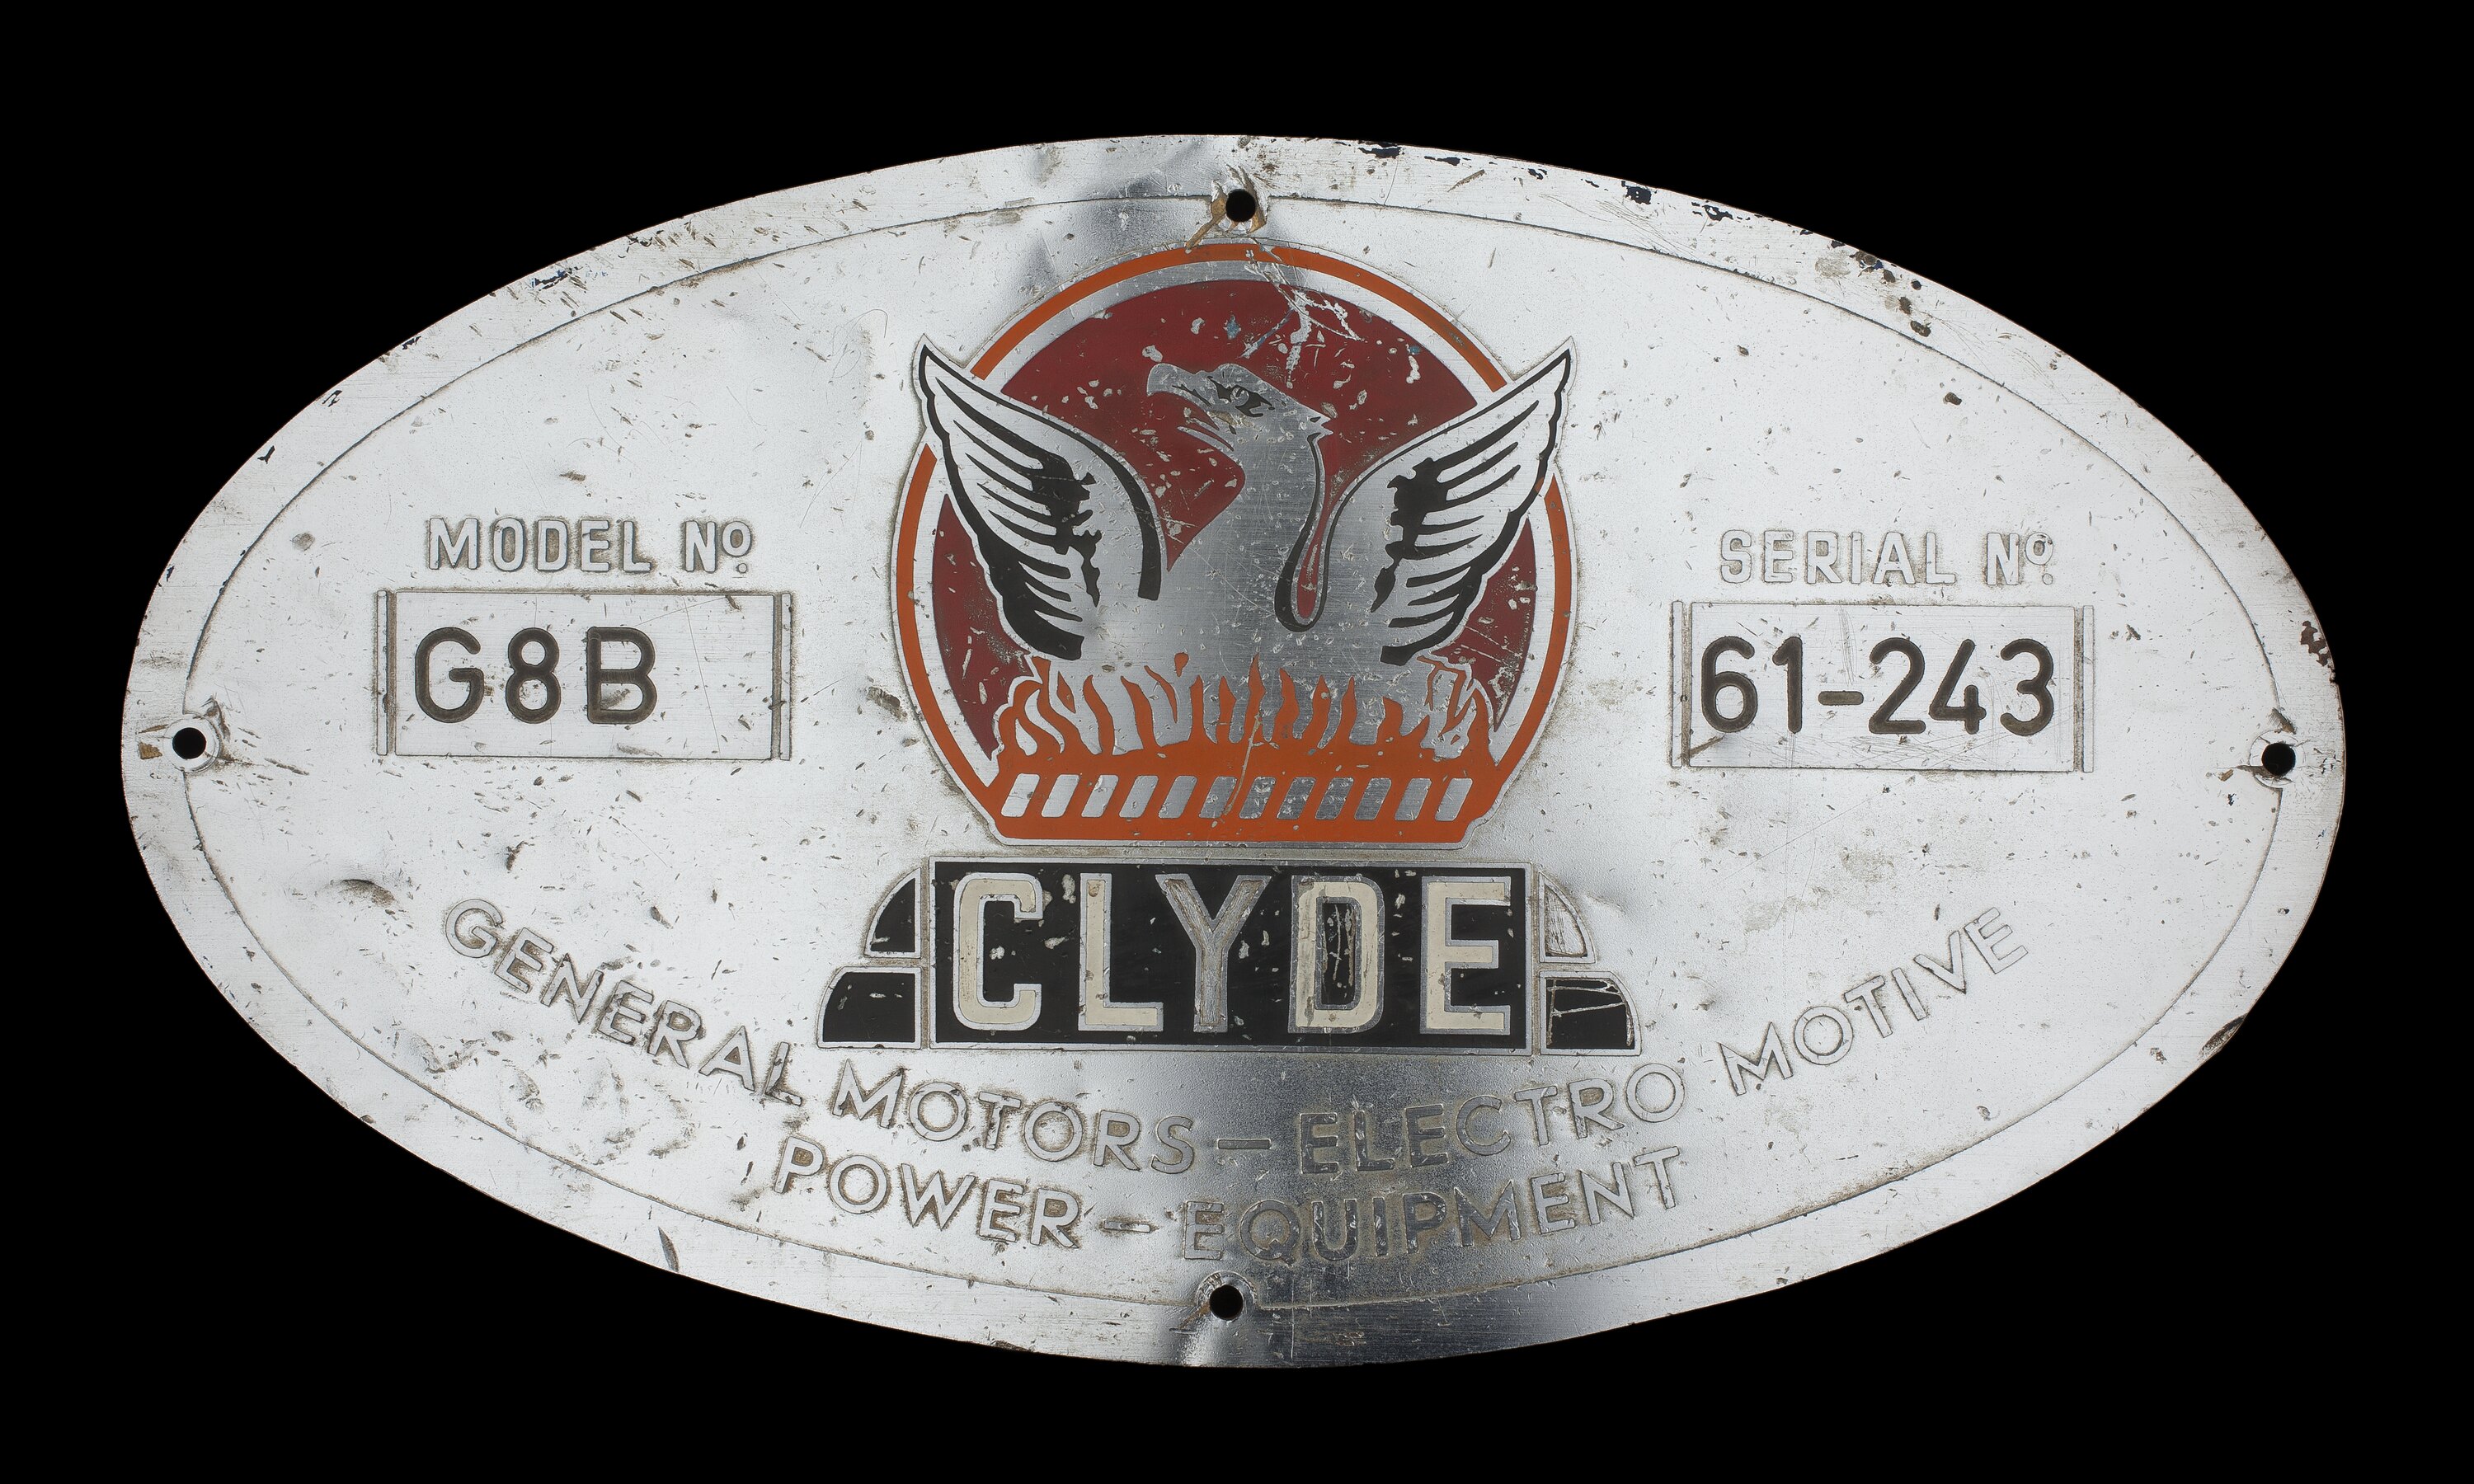 MODEL Nº
G8B
SERIAL Nº
61-243
CLYDE
GENERAL MOTORS – ELECTRO MOTIVE
POWER – EQUIPMENT